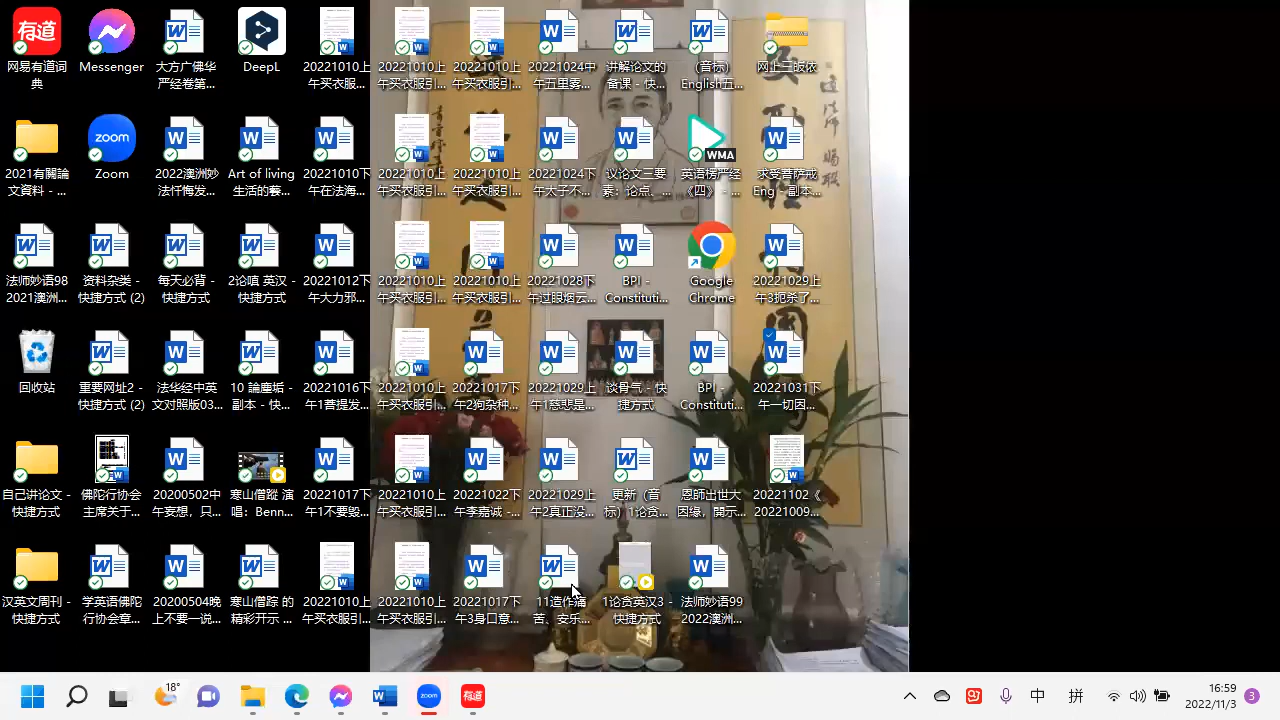 网易有道词典
Messenger
大方广佛华严经卷第...
DeepL
20221010上午买衣服...
20221010上午买衣服引...
20221010上午买衣服引...
20221024中午五里雾...
讲解论文的备课 - 快...
(音标) English五...
网上三皈依
2021有關論文資料 - ...
Zoom
2022澳洲妙法忏悔发...
Art of living 生活的藝...
20221010下午在法海...
20221010上午买衣服引...
20221010上午买衣服引...
20221024下午太子不...
议论文三要素：论点、...
WMA
英语楞严经《四》 - ...
求受菩萨戒 Eng - 副本...
法师妙语98 2021澳洲...
每天必背 - 快捷方式
2论嗔 英汉 - 快捷方式
20221012下午大力邪...
20221010上午买衣服引...
20221010上午买衣服引...
20221028下午过眼烟云...
BPI - Constituti...
Google Chrome
20221029上午3扼杀了...
回收站
重要网址2 - 快捷方式 (2)
法华经中英文对照版03...
10 論塵垢 - 副本 - 快...
20221016下午1菩提发...
20221010上午买衣服引...
20221017下午2狗杂种...
20221029上午1慈悲是...
谈骨气 - 快捷方式
BPI - Constituti...
20221031下午一切因...
自己讲论文 - 快捷方式
佛陀行协会主席关于...
20200502中午妄想，只...
寒山僧蹤 演唱：Benn...
午1不要毁...
20221010上午买衣服引...
20221022下午李嘉诚 -...
20221029上午2真正没...
更新（音标）1论贪...
恩師出世大因緣，開示...
20221102《20221009...
汉英文周刊 - 快捷方式
学英语佛陀行协会章...
20200504晚上不要一说...
寒山僧踪 的精彩开示 ...
20221010上午买衣服引...
20221010上午买衣服引...
20221017下午3身口意...
11造作痛苦、安乐...
1论贪英汉3 - 快捷方式
法师妙语99 2022澳洲...
18°
zoom
有道
中
拼
16:59
2022/11/3
3